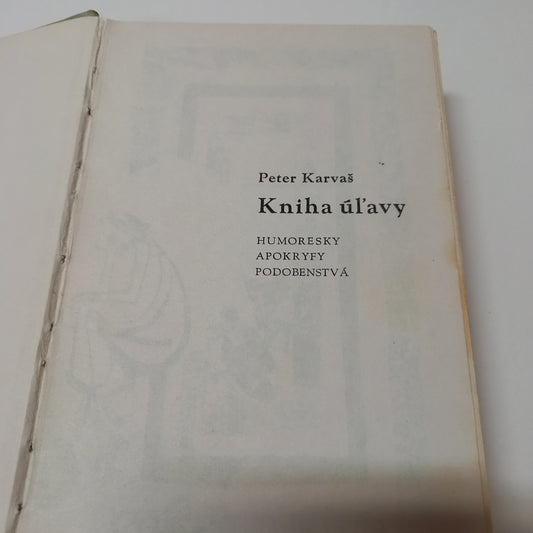 Peter Karvaš
Kniha úľavy
HUMORESKY
APOKRYFY
PODOBENSTVÁ